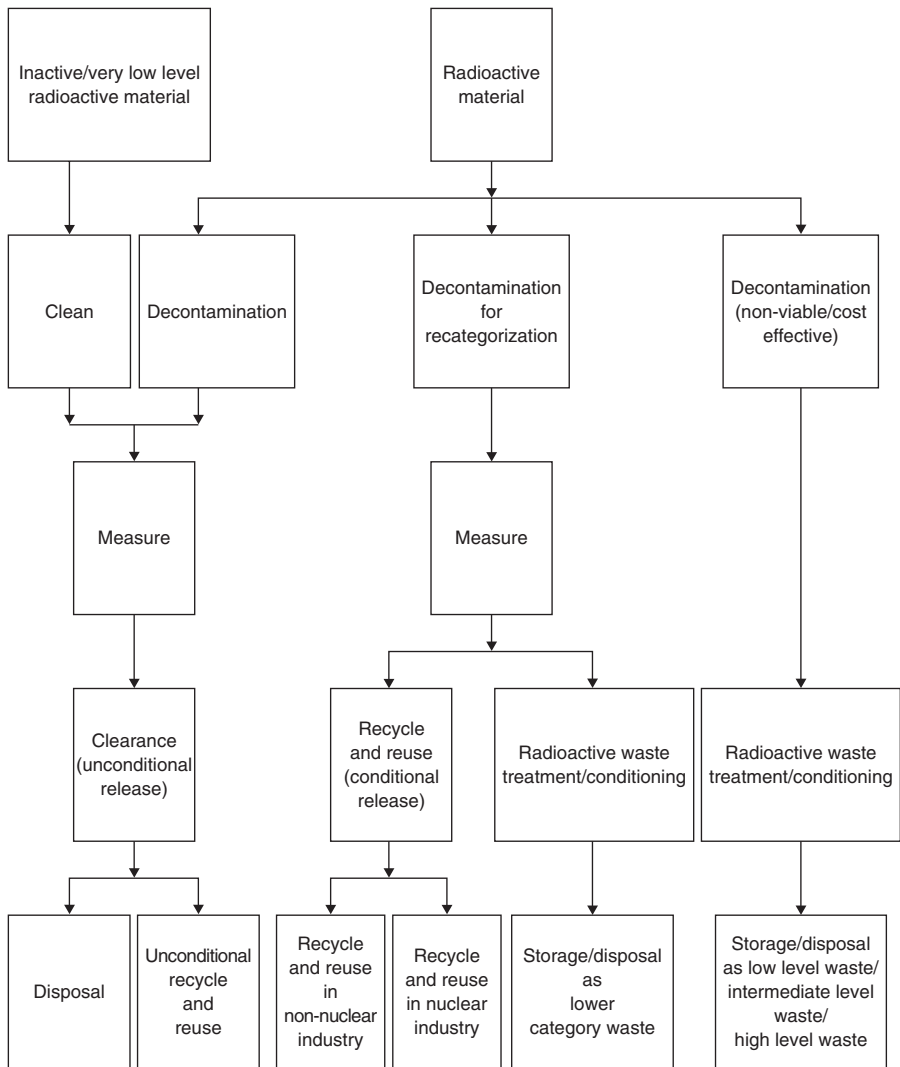 Inactive/very low level
radioactive material
Radioactive
material
Clean
Decontamination
Decontamination
for
recategorization
Decontamination
(non-viable/cost
effective)
Measure
Measure
Clearance
(unconditional
release)
Recycle
and reuse
(conditional
release)
Radioactive waste
treatment/conditioning
Radioactive waste
treatment/conditioning
Disposal
Unconditional
recycle
and
reuse
Recycle
and reuse
in
non-nuclear
industry
Recycle
and reuse
in nuclear
industry
Storage/disposal
as
lower
category waste
Storage/disposal
as low level waste/
intermediate level
waste/
high level waste